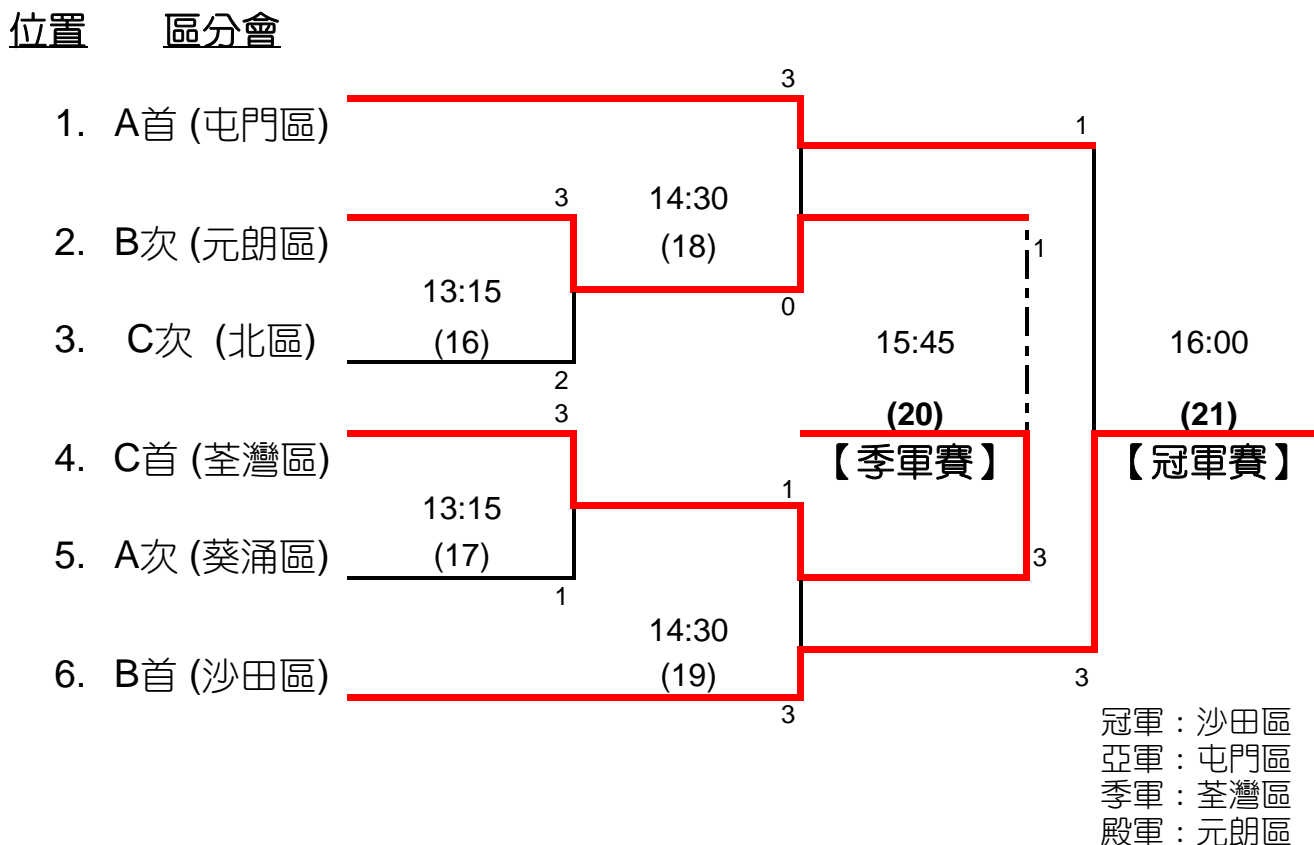 位置 區分會
3
1. A首 (屯門區)
1
3
14:30
2. B次 (元朗區)
(18)
1
13:15
0
3. C次 (北區)
(16)
15:45
16:00
2
3
(20)
(21)
4. C首 (荃灣區)
【季軍賽】
【冠軍賽】
1
13:15
5. A次 (葵涌區)
(17)
3
1
14:30
6. B首 (沙田區)
(19)
3
3
冠軍：沙田區
亞軍：屯門區
季軍：荃灣區
殿軍：元朗區